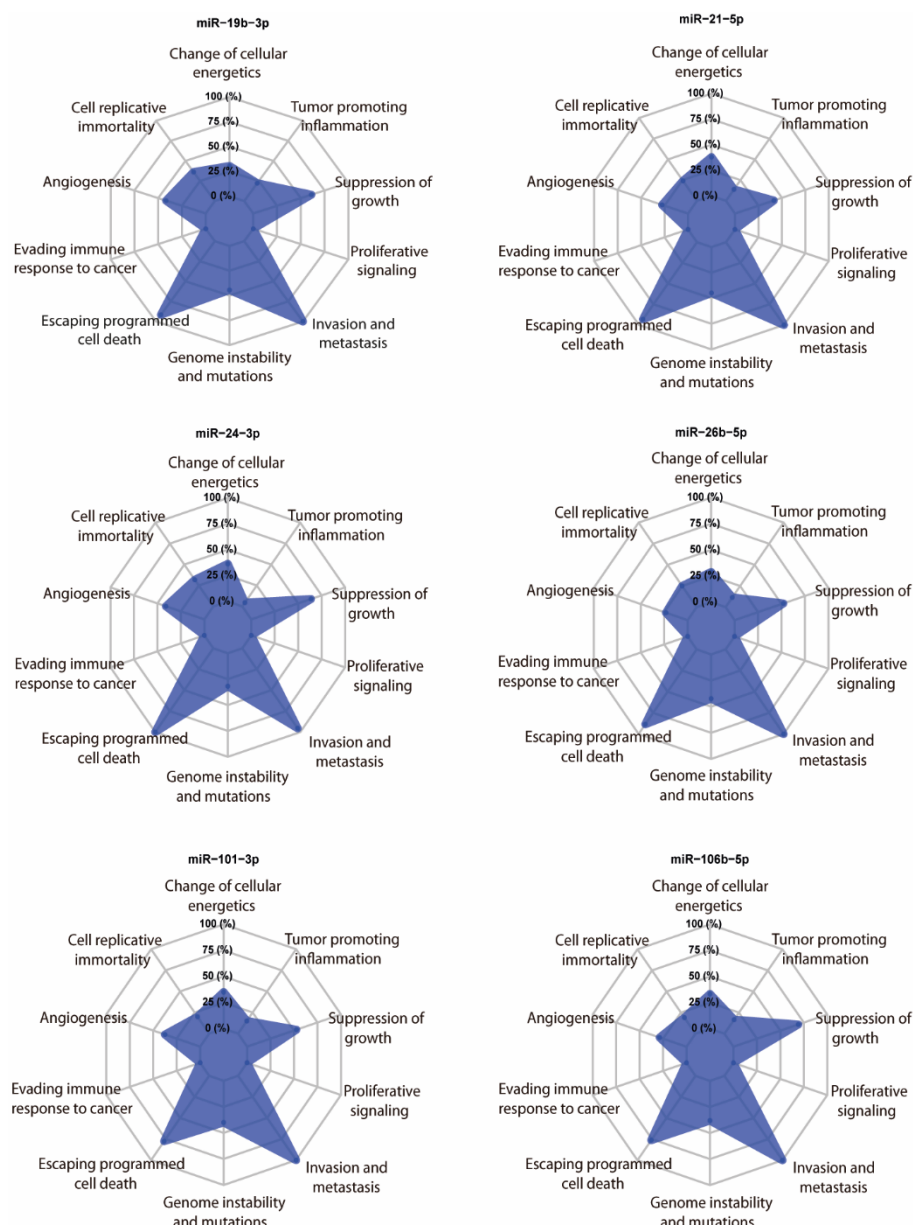 miR−19b−3p
Change of cellular
energetics
100 (%)
Cell replicative
immortality
Tumor promoting
inflammation
75 (%)
50 (%)
25 (%)
0 (%)
Angiogenesis
Suppression of
growth
Evading immune
response to cancer
Proliferative
signaling
Escaping programmed
cell death
Invasion and
metastasis
Genome instability
and mutations
miR−21−5p
Change of cellular
energetics
100 (%)
Cell replicative
immortality
Tumor promoting
inflammation
75 (%)
50 (%)
25 (%)
0 (%)
Angiogenesis
Suppression of
growth
Evading immune
response to cancer
Proliferative
signaling
Escaping programmed
cell death
Invasion and
metastasis
Genome instability
and mutations
miR−24−3p
Change of cellular
energetics
100 (%)
Cell replicative
immortality
Tumor promoting
inflammation
75 (%)
50 (%)
25 (%)
0 (%)
Angiogenesis
Suppression of
growth
Evading immune
response to cancer
Proliferative
signaling
Escaping programmed
cell death
Invasion and
metastasis
Genome instability
and mutations
miR−26b−5p
Change of cellular
energetics
100 (%)
Cell replicative
immortality
Tumor promoting
inflammation
75 (%)
50 (%)
25 (%)
0 (%)
Angiogenesis
Suppression of
growth
Evading immune
response to cancer
Proliferative
signaling
Escaping programmed
cell death
Invasion and
metastasis
Genome instability
and mutations
miR−101−3p
Change of cellular
energetics
100 (%)
Cell replicative
immortality
Tumor promoting
inflammation
75 (%)
50 (%)
25 (%)
0 (%)
Angiogenesis
Suppression of
growth
Evading immune
response to cancer
Proliferative
signaling
Escaping programmed
cell death
Invasion and
metastasis
Genome instability
and mutations
miR−106b−5p
Change of cellular
energetics
100 (%)
Cell replicative
immortality
Tumor promoting
inflammation
75 (%)
50 (%)
25 (%)
0 (%)
Angiogenesis
Suppression of
growth
Evading immune
response to cancer
Proliferative
signaling
Escaping programmed
cell death
Invasion and
metastasis
Genome instability
and mutations